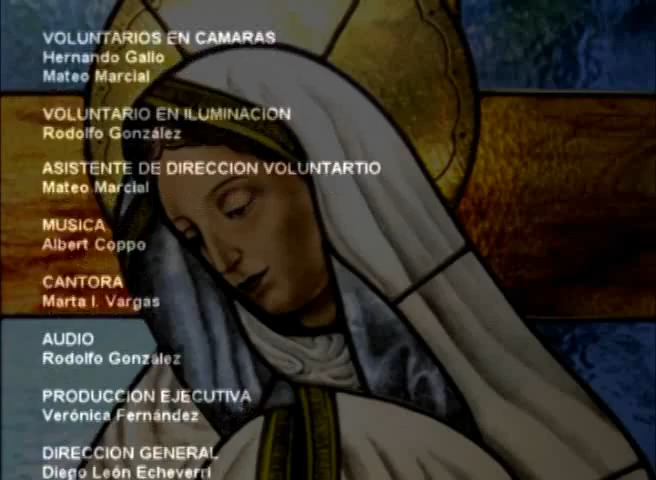 VOLUNTARIOS EN CAMARAS
Hernando Gallo
Mateo Marcial
VOLUNTARIO EN ILUMINACION
Rodolfo González
ASISTENTE DE DIRECCION VOLUNTARTIO
Mateo Marcial
MUSICA
Albert Coppo
CANTORA
Marta I. Vargas
AUDIO
Rodolfo González
PRODUCCION EJECUTIVA
Verónica Fernández
DIRECCION GENERAL
Diego León Echeverri